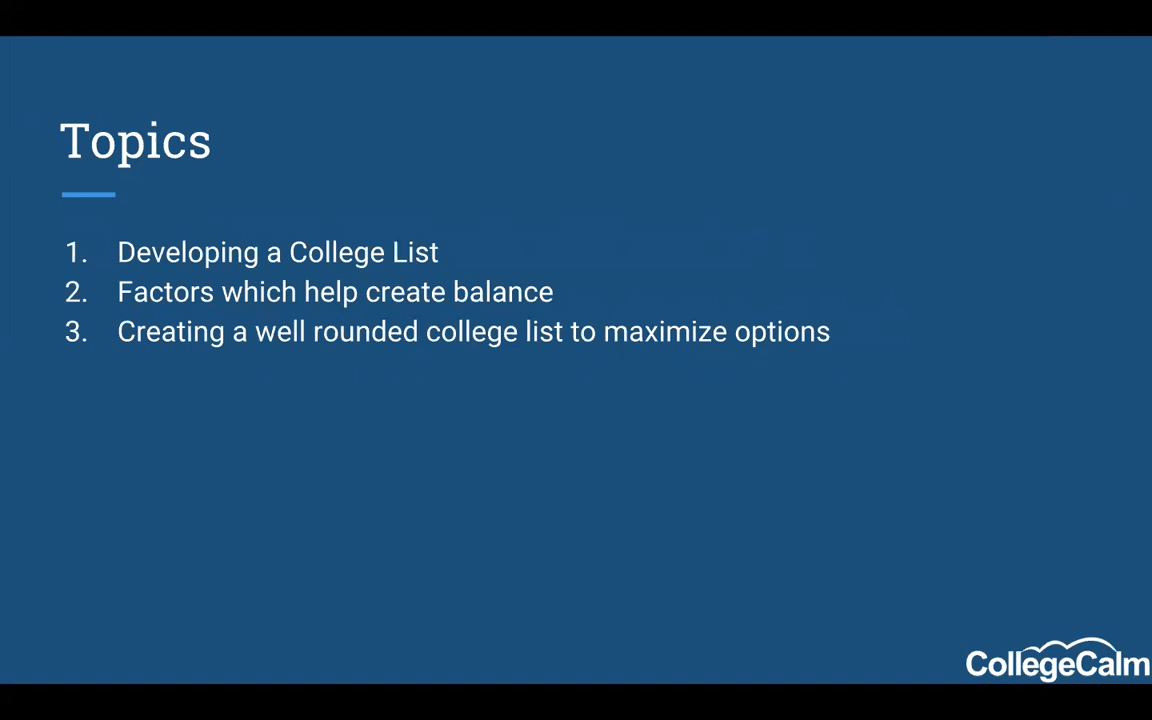 Topics
1. Developing a College List
2. Factors which help create balance
3. Creating a well rounded college list to maximize options
CollegeCalm